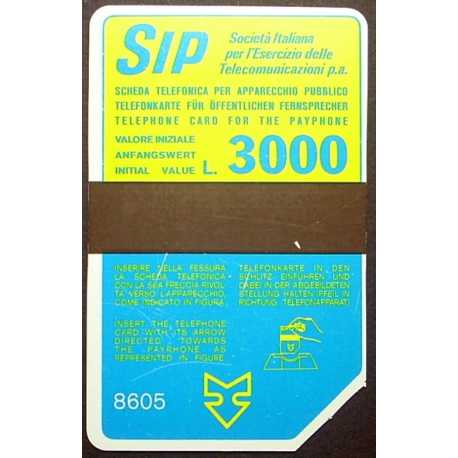 SIP
Società Italiana
per l'Esercizio delle
Telecomunicazioni p.a.
SCHEDA TELEFONICA PER APPARECCHIO PUBBLICO
TELEFONKARTE FÜR ÖFFENTLICHEN FERNSPRECHER
TELEPHONE CARD FOR THE PAYPHONE
VALORE INIZIALE
ANFANGSWERT
INITIAL VALUE L. 3000
INSERIRE NELLA FESSURA
LA SCHEDA TELEFONICA
CON LA SUA FRECCIA RIVOL
TA VERSO L'APPARECCHIO,
COME INDICATO IN FIGURA.
TELEFONKARTE IN DEN
SCHLITZ EINFÜHREN UND
DABEI IN DER ABGEBILDETEN
STELLUNG HALTEN (PFEIL IN
RICHTUNG TELEFONAPPARAT)
INSERT THE TELEPHONE
CARD WITH ITS ARROW
DIRECTED TOWARDS
THE PAYPHONE AS
REPRESENTED IN FIGURE.
8605